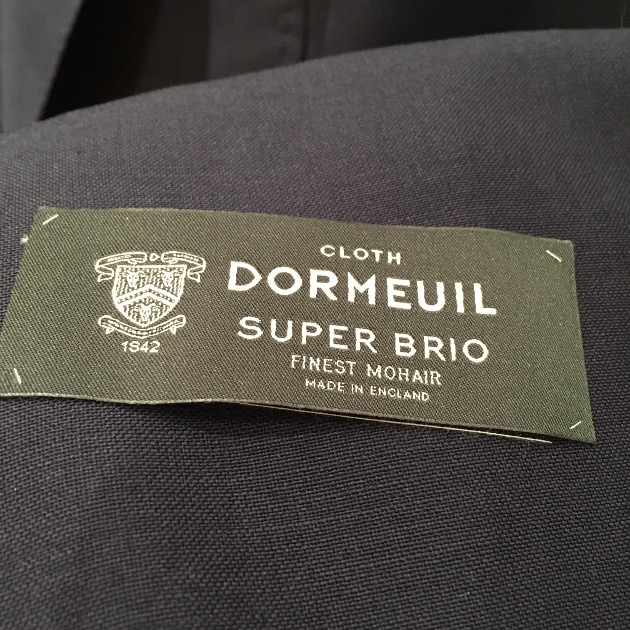 CLOTH
DORMEUIL
SUPER BRIO
FINEST MOHAIR
MADE IN ENGLAND
D
1842